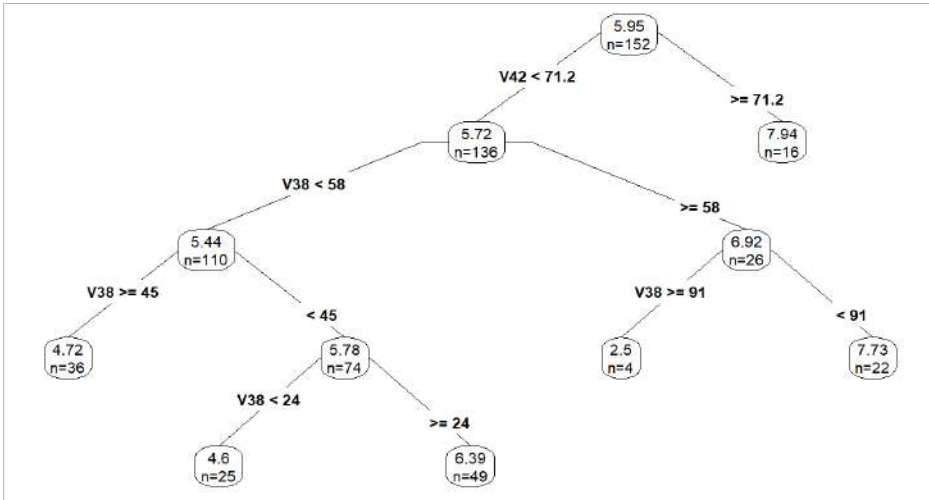 5.95
n=152
V42 < 71.2
>= 71.2
5.72
n=136
7.94
n=16
V38 < 58
>= 58
5.44
n=110
6.92
n=26
V38 >= 45
< 45
V38 >= 91
< 91
4.72
n=36
5.78
n=74
2.5
n=4
7.73
n=22
V38 < 24
>= 24
4.6
n=25
6.39
n=49